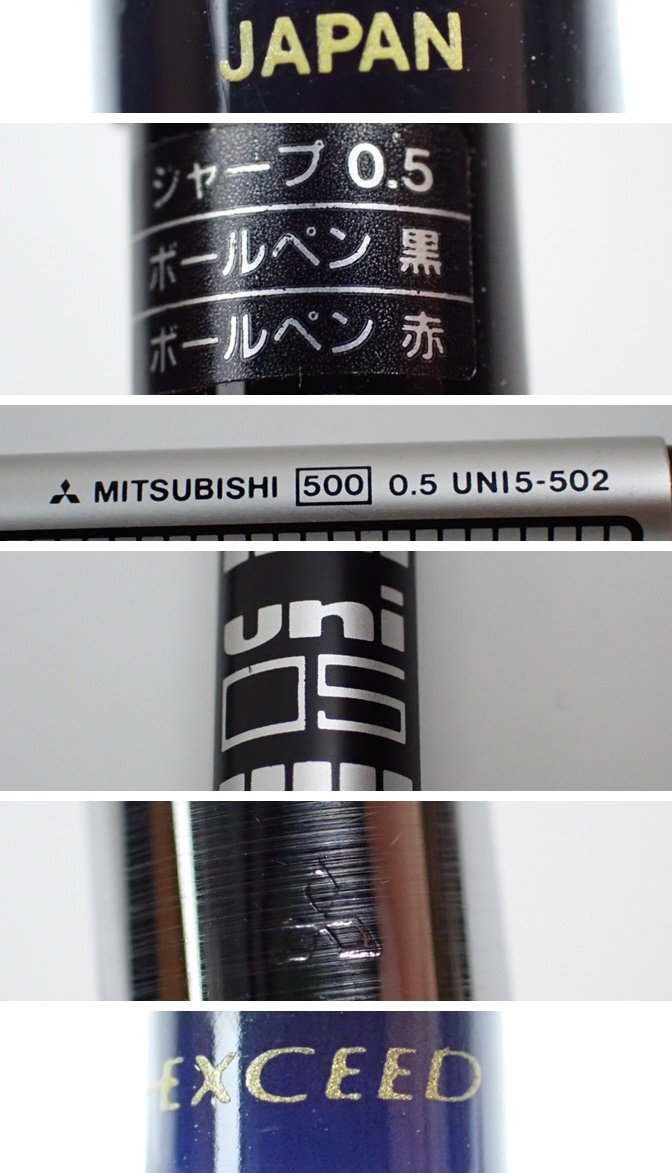 JAPAN
シャープ 0.5
ボールペン 黒
ボールペン 赤
MITSUBISHI 500 0.5 UNI5-502
uni
05
EXCEED